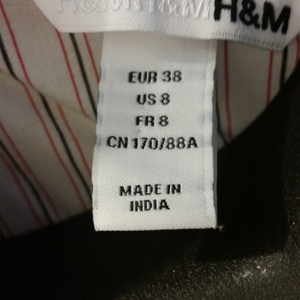 H&M H&M H&M
EUR 38
US 8
FR 8
CN 170/88A
MADE IN
INDIA